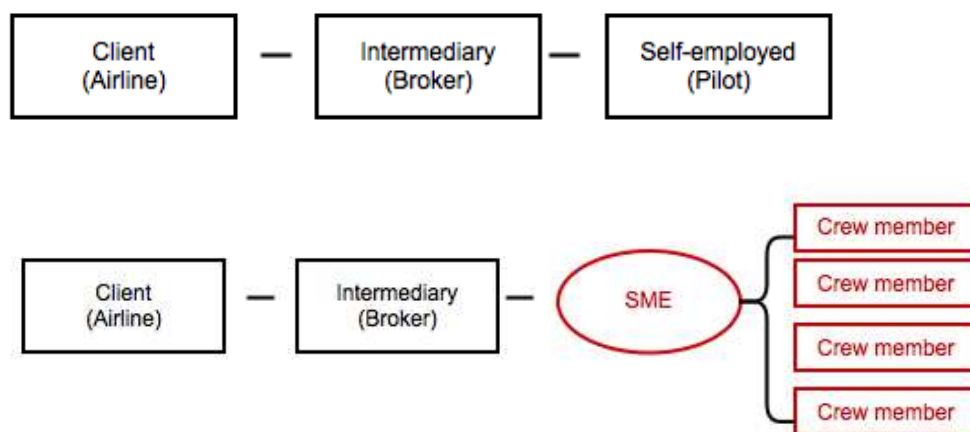 Client
(Airline)
Intermediary
(Broker)
Self-employed
(Pilot)
Client
(Airline)
Intermediary
(Broker)
SME
Crew member
Crew member
Crew member
Crew member